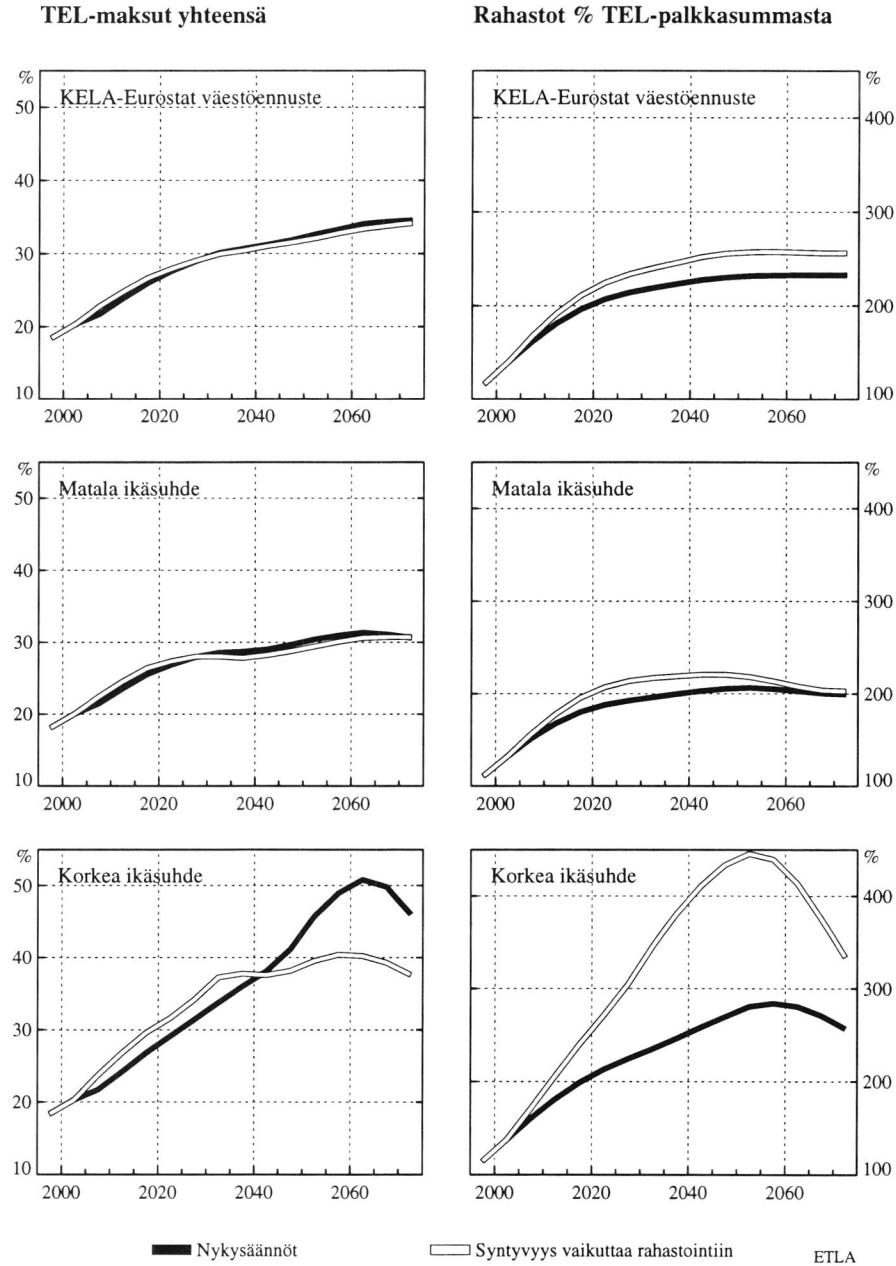 TEL-maksut yhteensä
Rahastot % TEL-palkkasummasta
%
KELA-Eurostat väestöennuste
50
40
30
20
10
2000 2020 2040 2060
%
KELA-Eurostat väestöennuste
400
300
200
100
2000 2020 2040 2060
%
Matala ikäsuhde
50
40
30
20
10
2000 2020 2040 2060
%
Matala ikäsuhde
400
300
200
100
2000 2020 2040 2060
%
Korkea ikäsuhde
50
40
30
20
10
2000 2020 2040 2060
%
Korkea ikäsuhde
400
300
200
100
2000 2020 2040 2060
Nykysäännöt
Syntyvyys vaikuttaa rahastointiin
ETLA